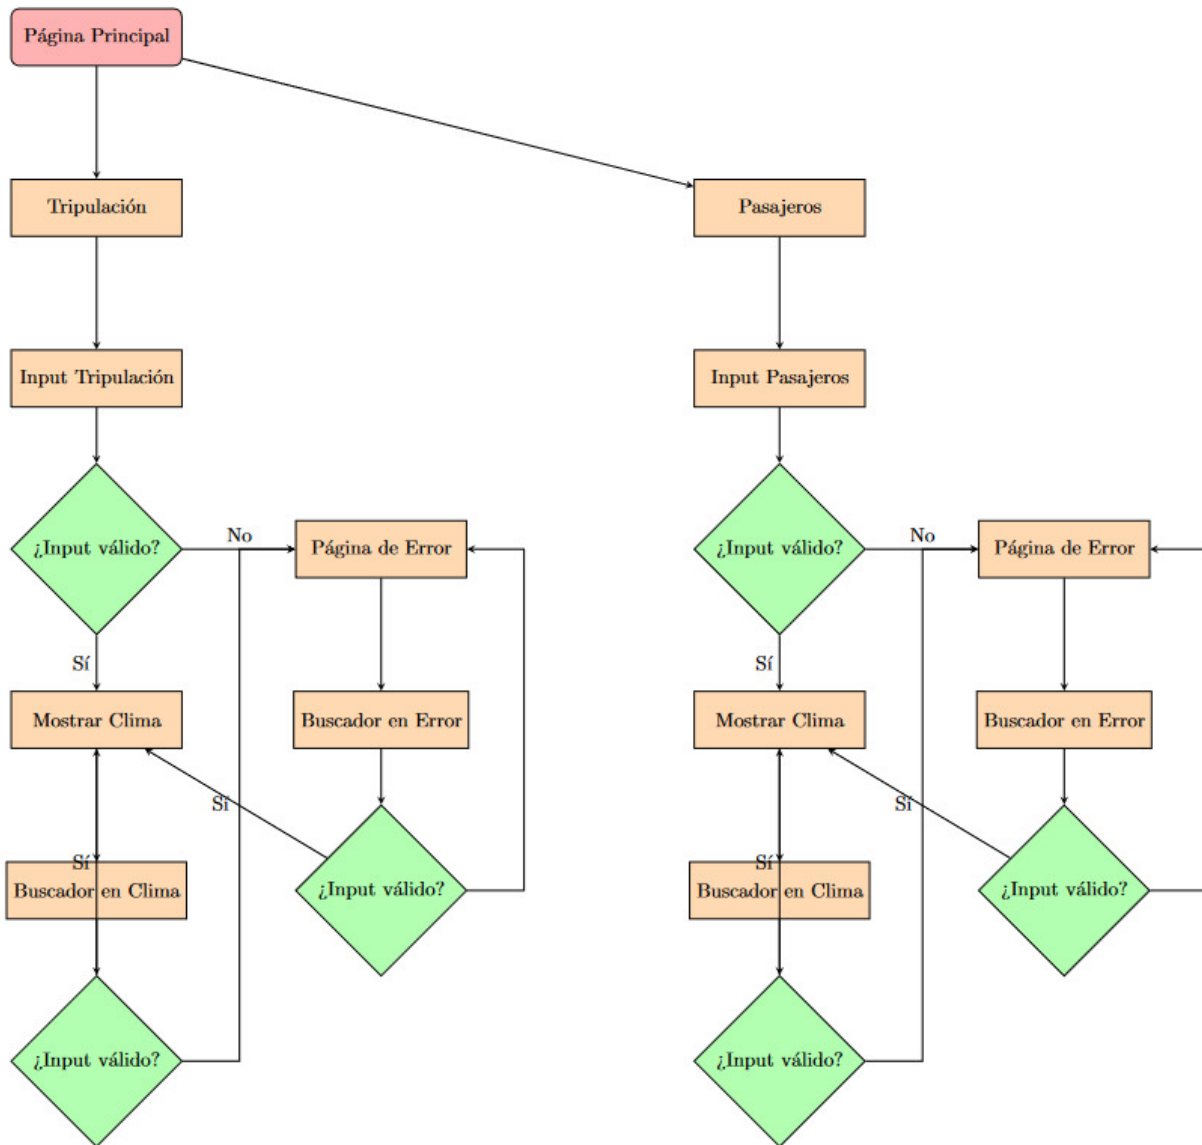 Página Principal
Tripulación
Pasajeros
Input Tripulación
Input Pasajeros
¿Input válido?
No
Página de Error
¿Input válido?
No
Página de Error
Sí
Sí
Mostrar Clima
Buscador en Error
Mostrar Clima
Buscador en Error
Sí
Sí
Sí
Buscador en Clima
¿Input válido?
Sí
Buscador en Clima
¿Input válido?
¿Input válido?
¿Input válido?